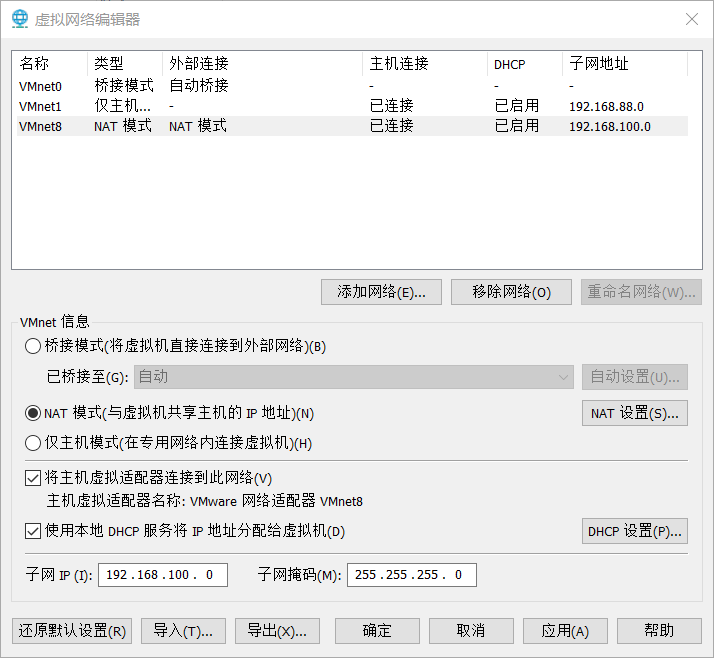 虚拟网络编辑器
名称 类型 外部连接 主机连接 DHCP 子网地址
VMnet0 桥接模式 自动桥接 - - -
VMnet1 仅主机... - 已连接 已启用 192.168.88.0
VMnet8 NAT 模式 NAT 模式 已连接 已启用 192.168.100.0
添加网络(E)... 移除网络(O) 重命名网络(W)...
VMnet 信息
桥接模式(将虚拟机直接连接到外部网络)(B)
已桥接至(G): 自动 自动设置(U)...
NAT 模式(与虚拟机共享主机的 IP 地址)(N) NAT 设置(S)...
仅主机模式(在专用网络内连接虚拟机)(H)
将主机虚拟适配器连接到此网络(V)
主机虚拟适配器名称: VMware 网络适配器 VMnet8
使用本地 DHCP 服务将 IP 地址分配给虚拟机(D) DHCP 设置(P)...
子网 IP (I): 192.168.100. 0 子网掩码(M): 255.255.255. 0
还原默认设置(R) 导入(T)... 导出(X)... 确定 取消 应用(A) 帮助